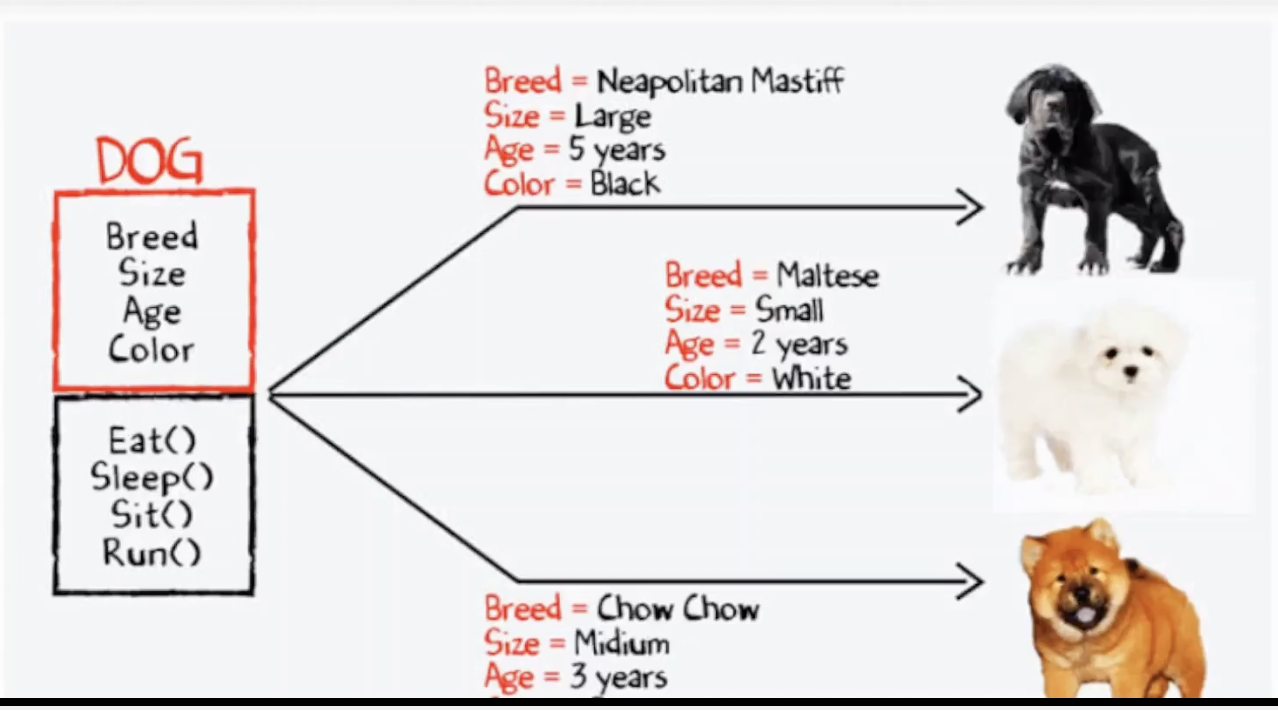 DOG
Breed
Size
Age
Color
Eat()
Sleep()
Sit()
Run()
Breed = Neapolitan Mastiff
Size = Large
Age = 5 years
Color = Black
Breed = Maltese
Size = Small
Age = 2 years
Color = White
Breed = Chow Chow
Size = Midium
Age = 3 years